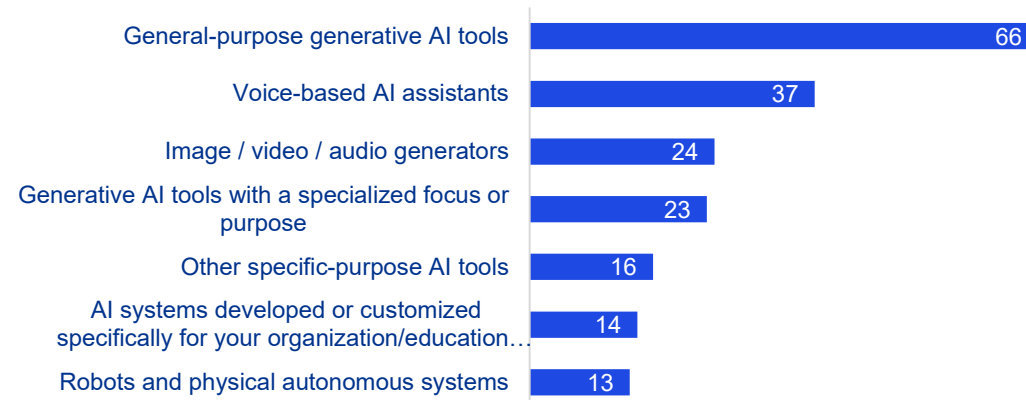 General-purpose generative AI tools 66
Voice-based AI assistants 37
Image / video / audio generators 24
Generative AI tools with a specialized focus or
purpose 23
Other specific-purpose AI tools 16
AI systems developed or customized
specifically for your organization/education… 14
Robots and physical autonomous systems 13